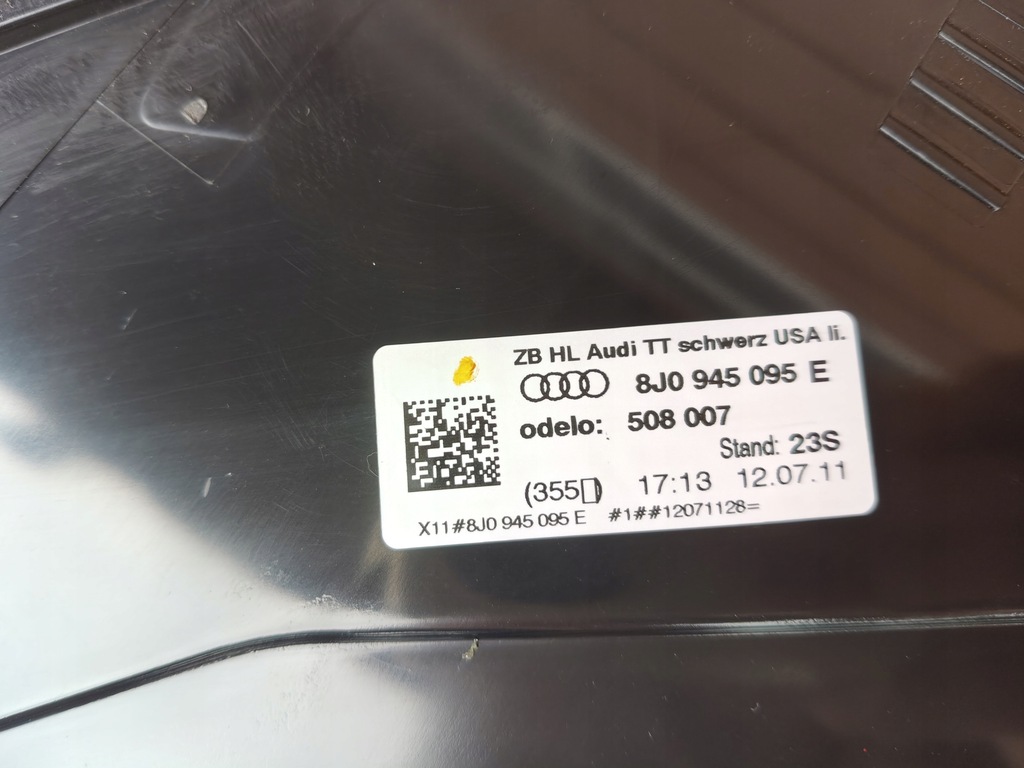 ZB HL Audi TT schwerz USA li.
8J0 945 095 E
odelo: 508 007
Stand: 23S
(355▯) 17:13 12.07.11
X11#8J0 945 095 E #1##12071128=